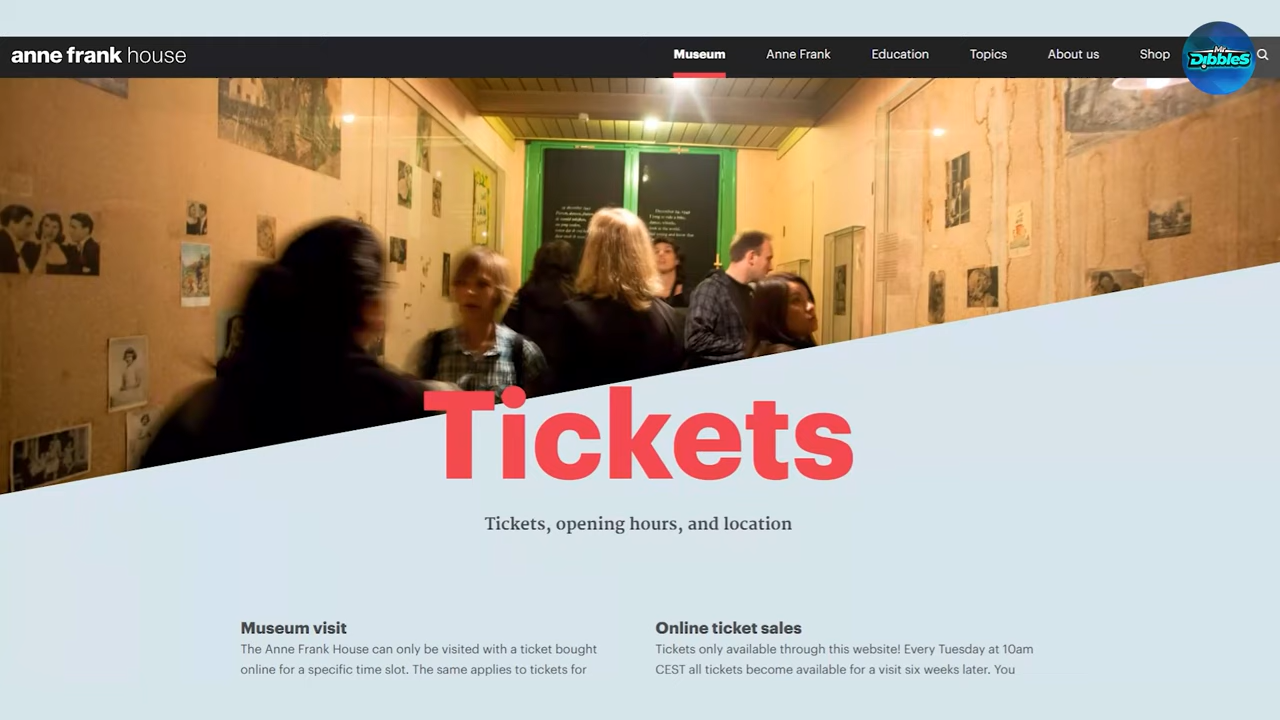 anne frank house
Museum
Anne Frank
Education
Topics
About us
Shop
Mr
Dibbles
Tickets
Tickets, opening hours, and location
Museum visit
The Anne Frank House can only be visited with a ticket bought
online for a specific time slot. The same applies to tickets for
Online ticket sales
Tickets only available through this website! Every Tuesday at 10am
CEST all tickets become available for a visit six weeks later. You